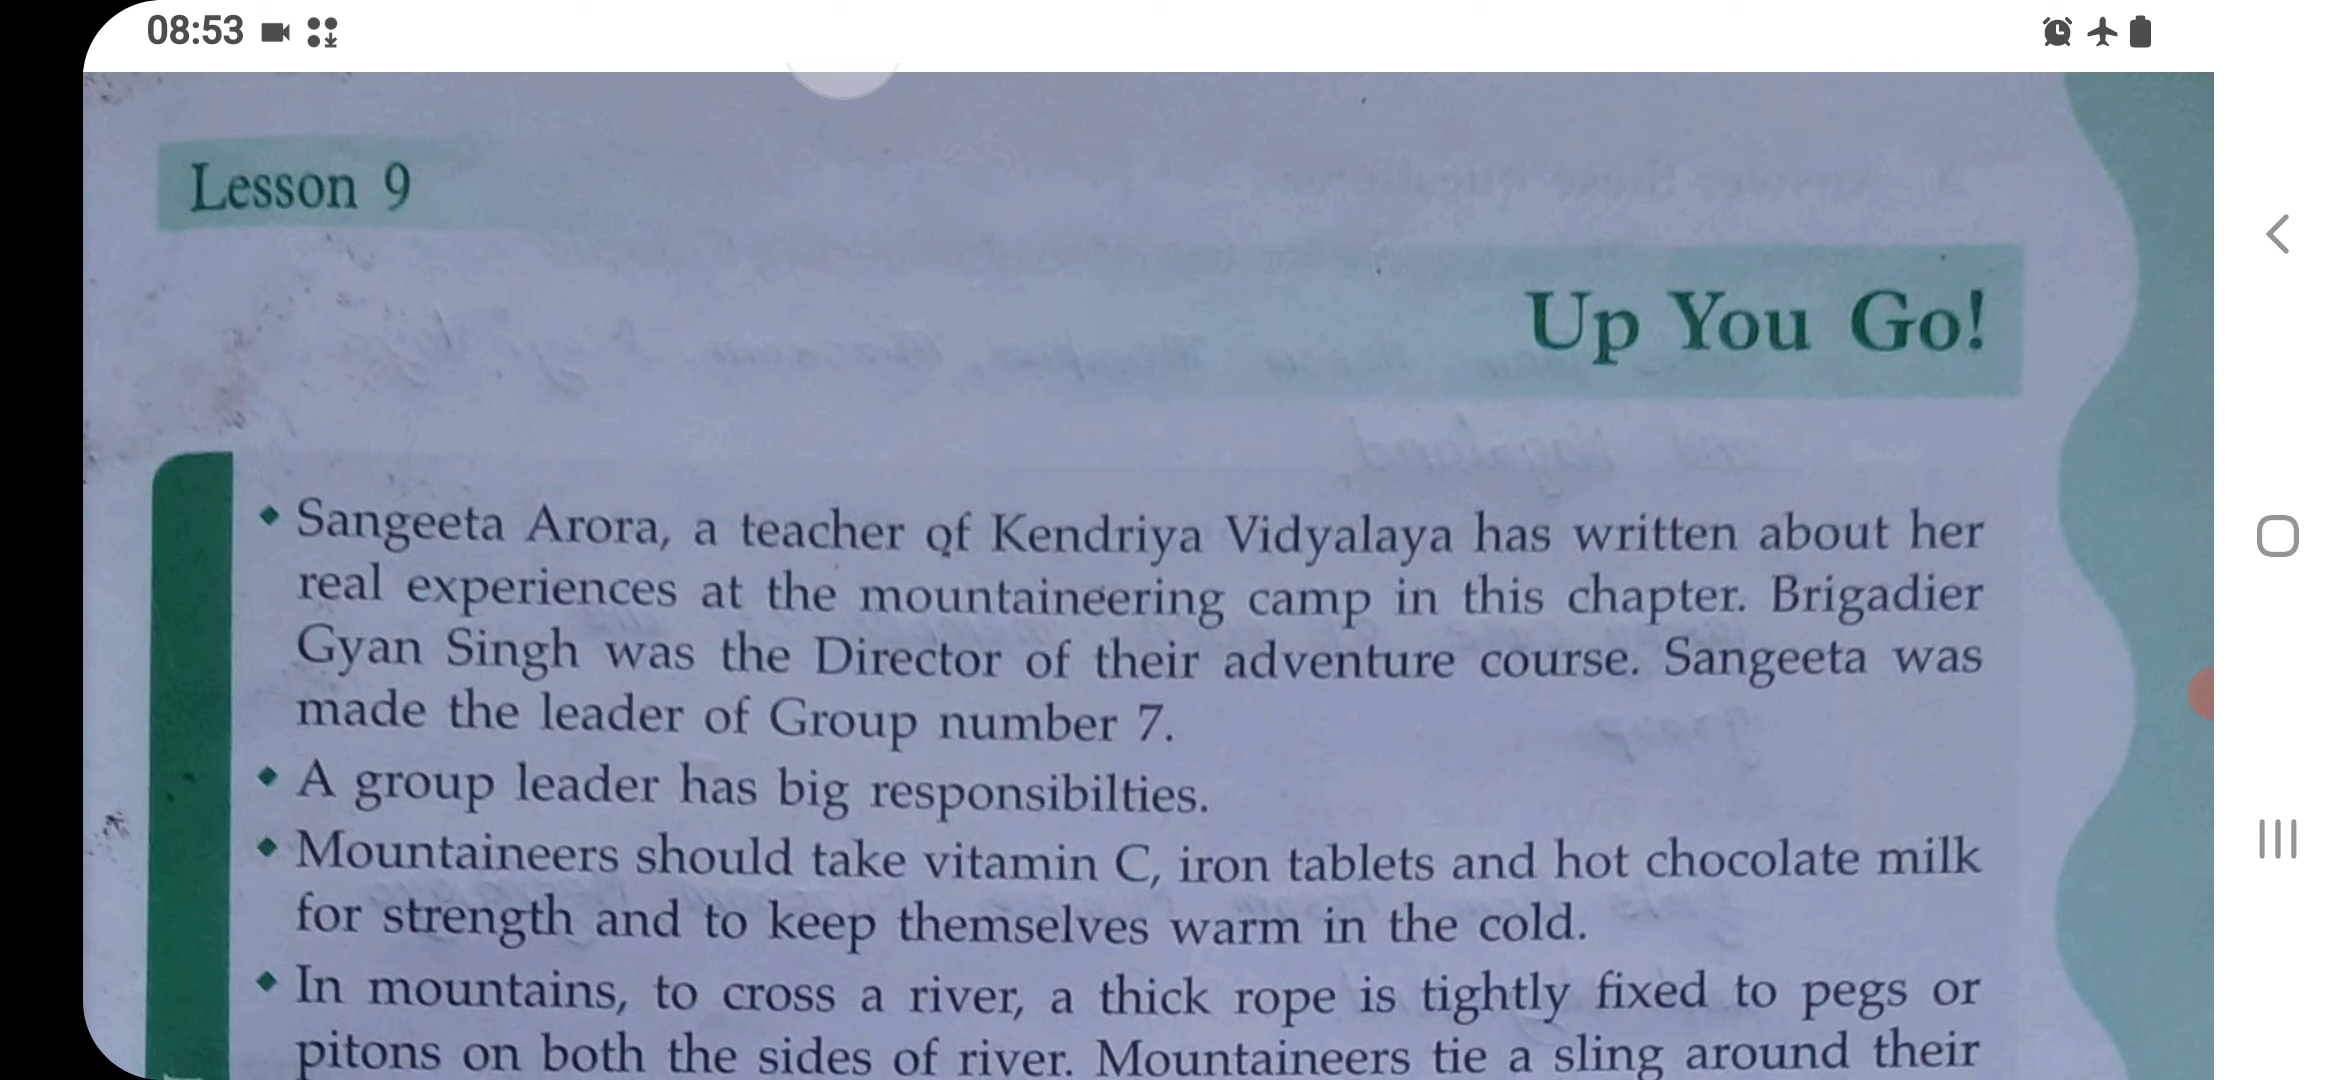 08:53
Lesson 9
Up You Go!
• Sangeeta Arora, a teacher of Kendriya Vidyalaya has written about her
real experiences at the mountaineering camp in this chapter. Brigadier
Gyan Singh was the Director of their adventure course. Sangeeta was
made the leader of Group number 7.
• A group leader has big responsibilties.
• Mountaineers should take vitamin C, iron tablets and hot chocolate milk
for strength and to keep themselves warm in the cold.
• In mountains, to cross a river, a thick rope is tightly fixed to pegs or
pitons on both the sides of river. Mountaineers tie a sling around their